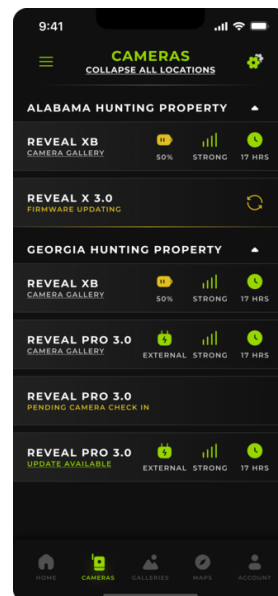 9:41
CAMERAS
COLLAPSE ALL LOCATIONS
ALABAMA HUNTING PROPERTY
REVEAL XB
CAMERA GALLERY
50% STRONG 17 HRS
REVEAL X 3.0
FIRMWARE UPDATING
GEORGIA HUNTING PROPERTY
REVEAL XB
CAMERA GALLERY
50% STRONG 17 HRS
REVEAL PRO 3.0
CAMERA GALLERY
EXTERNAL STRONG 17 HRS
REVEAL PRO 3.0
PENDING CAMERA CHECK IN
REVEAL PRO 3.0
UPDATE AVAILABLE
EXTERNAL STRONG 17 HRS
HOME CAMERAS GALLERIES MAPS ACCOUNT